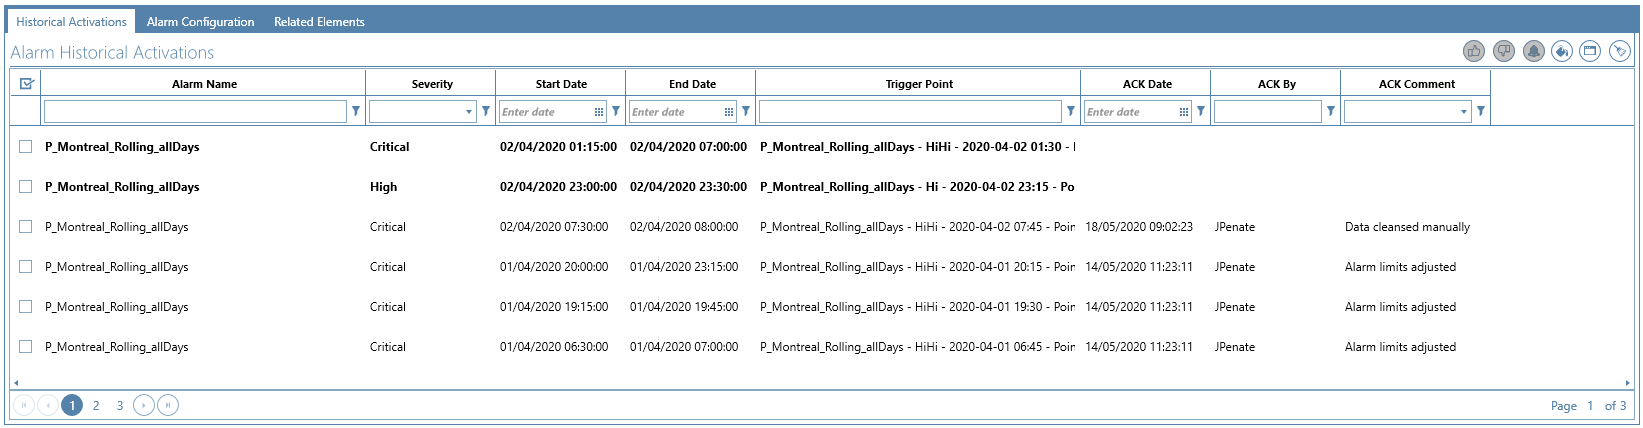 Historical Activations Alarm Configuration Related Elements
Alarm Historical Activations
Alarm Name Severity Start Date End Date Trigger Point ACK Date ACK By ACK Comment
Enter date Enter date Enter date
P_Montreal_Rolling_allDays Critical 02/04/2020 01:15:00 02/04/2020 07:00:00 P_Montreal_Rolling_allDays - HiHi - 2020-04-02 01:30 -
P_Montreal_Rolling_allDays High 02/04/2020 23:00:00 02/04/2020 23:30:00 P_Montreal_Rolling_allDays - Hi - 2020-04-02 23:15 - Po
P_Montreal_Rolling_allDays Critical 02/04/2020 07:30:00 02/04/2020 08:00:00 P_Montreal_Rolling_allDays - HiHi - 2020-04-02 07:45 - Poin 18/05/2020 09:02:23 JPenate Data cleansed manually
P_Montreal_Rolling_allDays Critical 01/04/2020 20:00:00 01/04/2020 23:15:00 P_Montreal_Rolling_allDays - HiHi - 2020-04-01 20:15 - Poin 14/05/2020 11:23:11 JPenate Alarm limits adjusted
P_Montreal_Rolling_allDays Critical 01/04/2020 19:15:00 01/04/2020 19:45:00 P_Montreal_Rolling_allDays - HiHi - 2020-04-01 19:30 - Poin 14/05/2020 11:23:11 JPenate Alarm limits adjusted
P_Montreal_Rolling_allDays Critical 01/04/2020 06:30:00 01/04/2020 07:00:00 P_Montreal_Rolling_allDays - HiHi - 2020-04-01 06:45 - Poin 14/05/2020 11:23:11 JPenate Alarm limits adjusted
1 2 3 Page 1 of 3